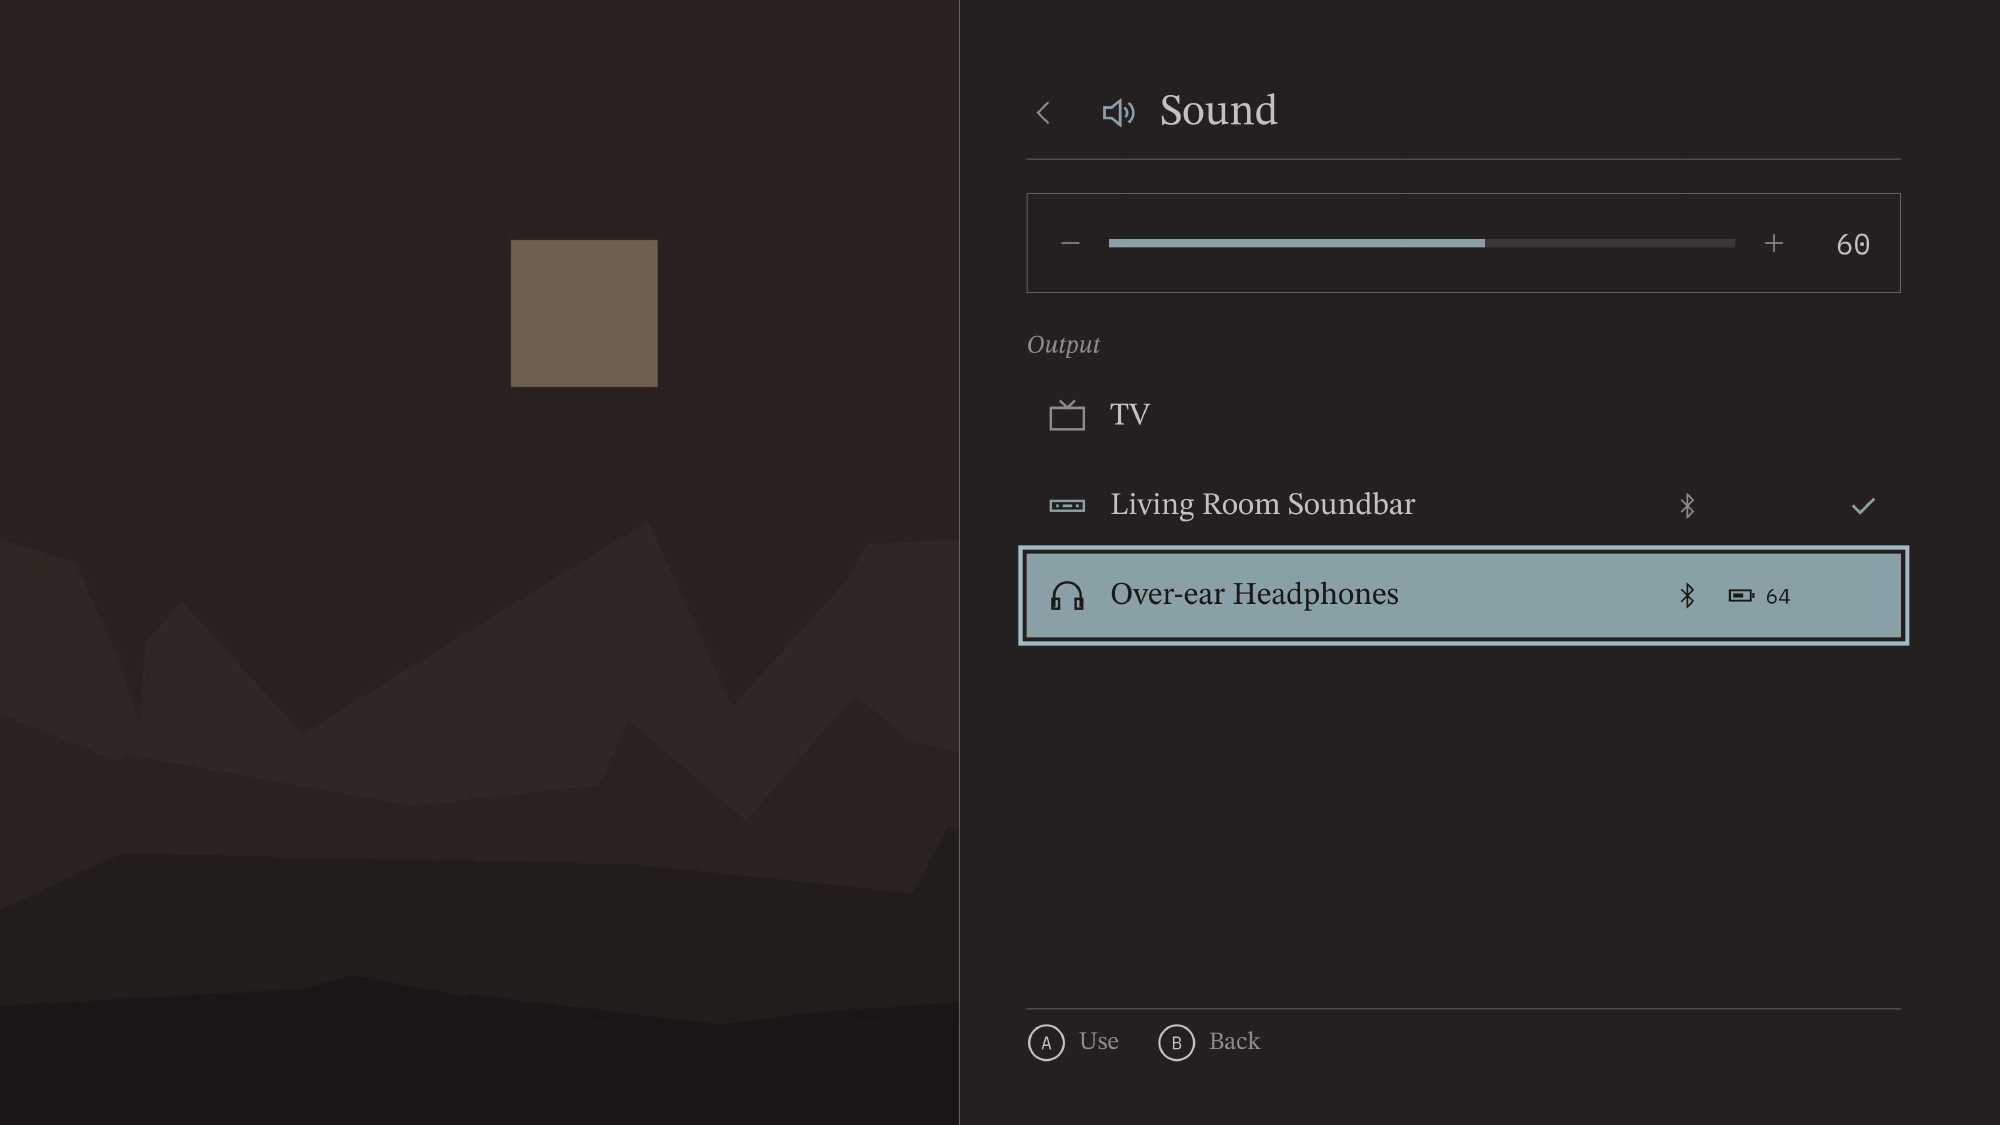 Sound
60
Output
TV
Living Room Soundbar
Over-ear Headphones 64
A Use B Back